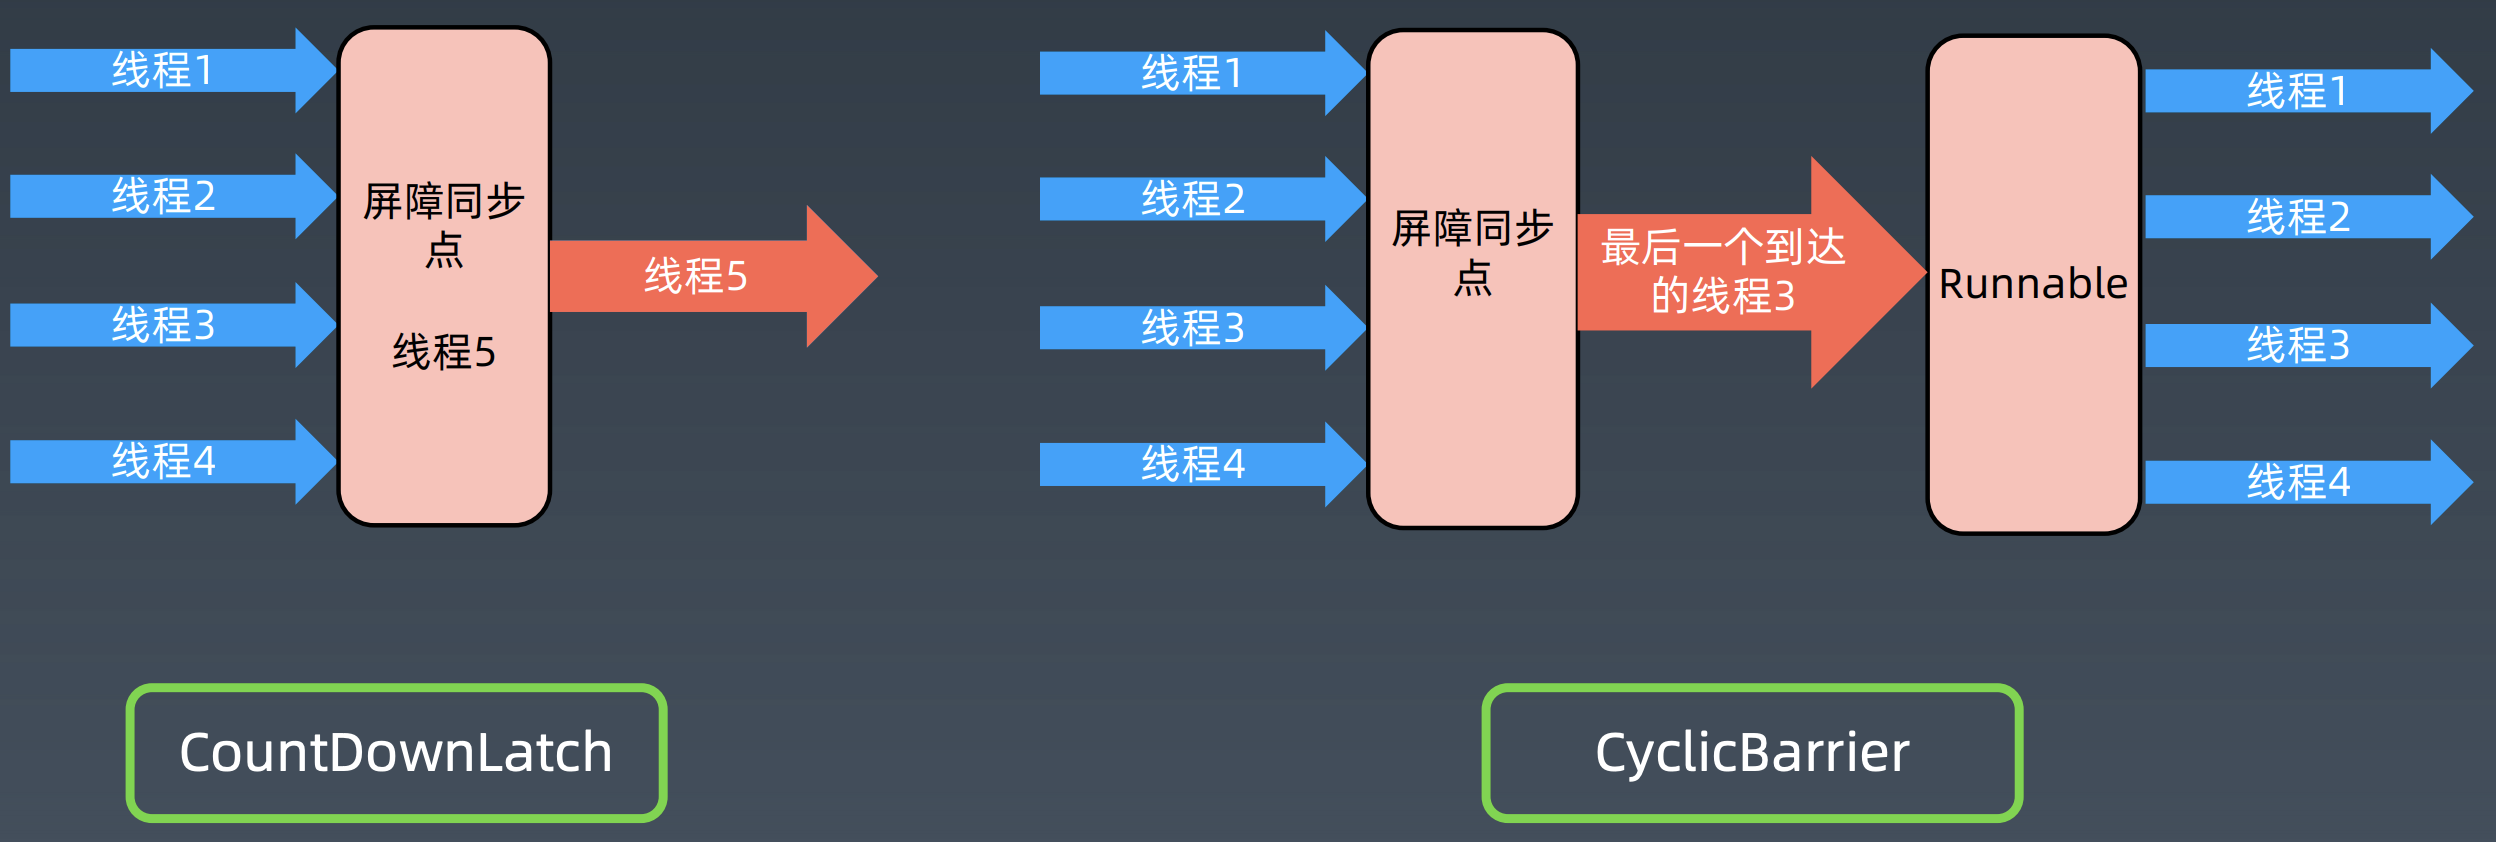 线程1
线程2
线程3
线程4
屏障同步
点
线程5
线程5
CountDownLatch
线程1
线程2
线程3
线程4
屏障同步
点
最后一个到达
的线程3
Runnable
线程1
线程2
线程3
线程4
CyclicBarrier